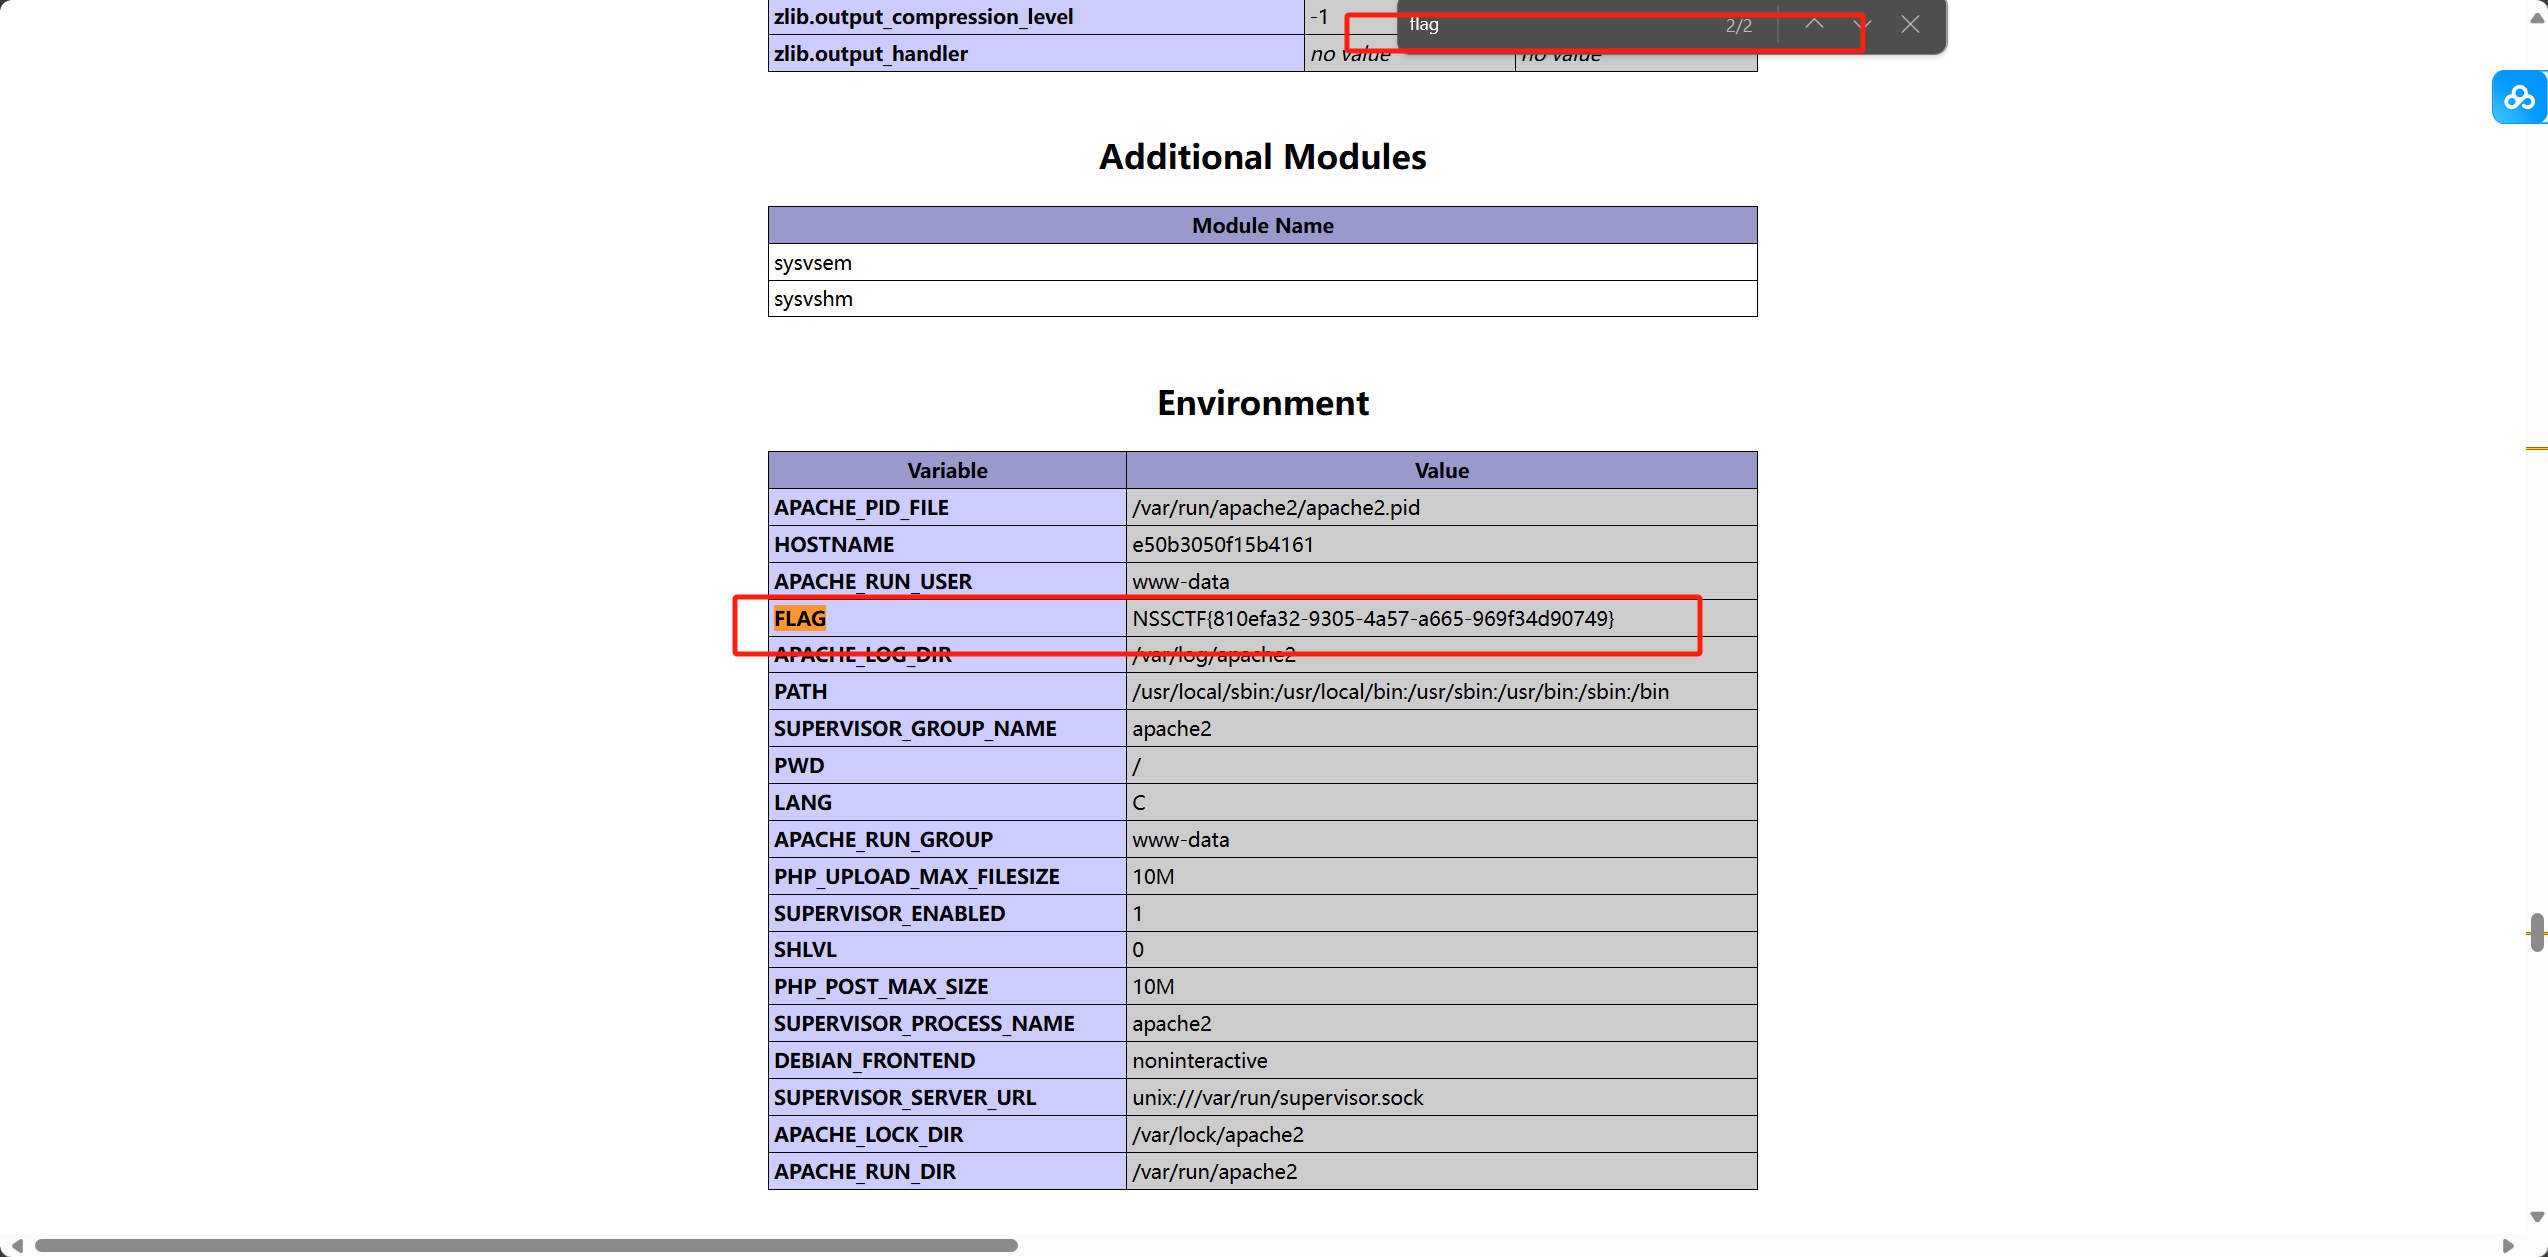 zlib.output_compression_level -1
flag 2/2
zlib.output_handler no value no value
Additional Modules
Module Name
sysvsem
sysvshm
Environment
Variable Value
APACHE_PID_FILE /var/run/apache2/apache2.pid
HOSTNAME e50b3050f15b4161
APACHE_RUN_USER www-data
FLAG NSSCTF{810efa32-9305-4a57-a665-969f34d90749}
APACHE_LOG_DIR /var/log/apache2
PATH /usr/local/sbin:/usr/local/bin:/usr/sbin:/usr/bin:/sbin:/bin
SUPERVISOR_GROUP_NAME apache2
PWD /
LANG C
APACHE_RUN_GROUP www-data
PHP_UPLOAD_MAX_FILESIZE 10M
SUPERVISOR_ENABLED 1
SHLVL 0
PHP_POST_MAX_SIZE 10M
SUPERVISOR_PROCESS_NAME apache2
DEBIAN_FRONTEND noninteractive
SUPERVISOR_SERVER_URL unix:///var/run/supervisor.sock
APACHE_LOCK_DIR /var/lock/apache2
APACHE_RUN_DIR /var/run/apache2